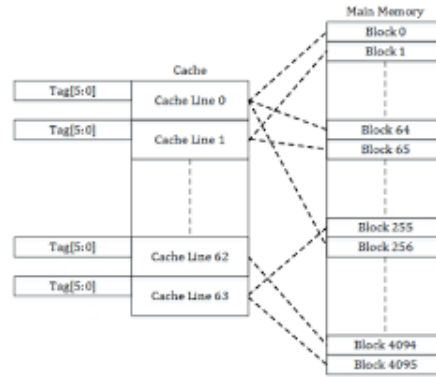 Main Memory
Block 0
Block 1
Cache
Tag[5:0]
Cache Line 0
Tag[5:0]
Cache Line 1
Block 64
Block 65
Block 255
Block 256
Tag[5:0]
Cache Line 62
Tag[5:0]
Cache Line 63
Block 4094
Block 4095